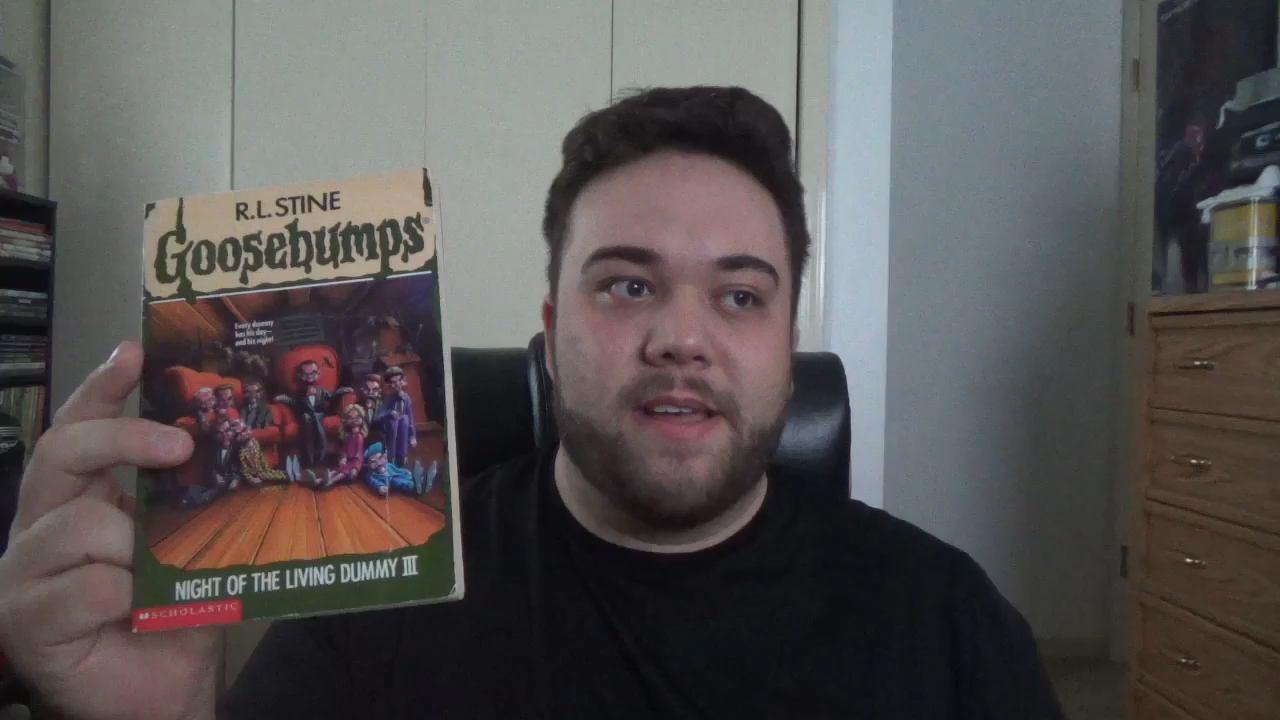 R.L. STINE
Goosebumps®
Every dummy
has his day—
and his night!
NIGHT OF THE LIVING DUMMY III
SCHOLASTIC